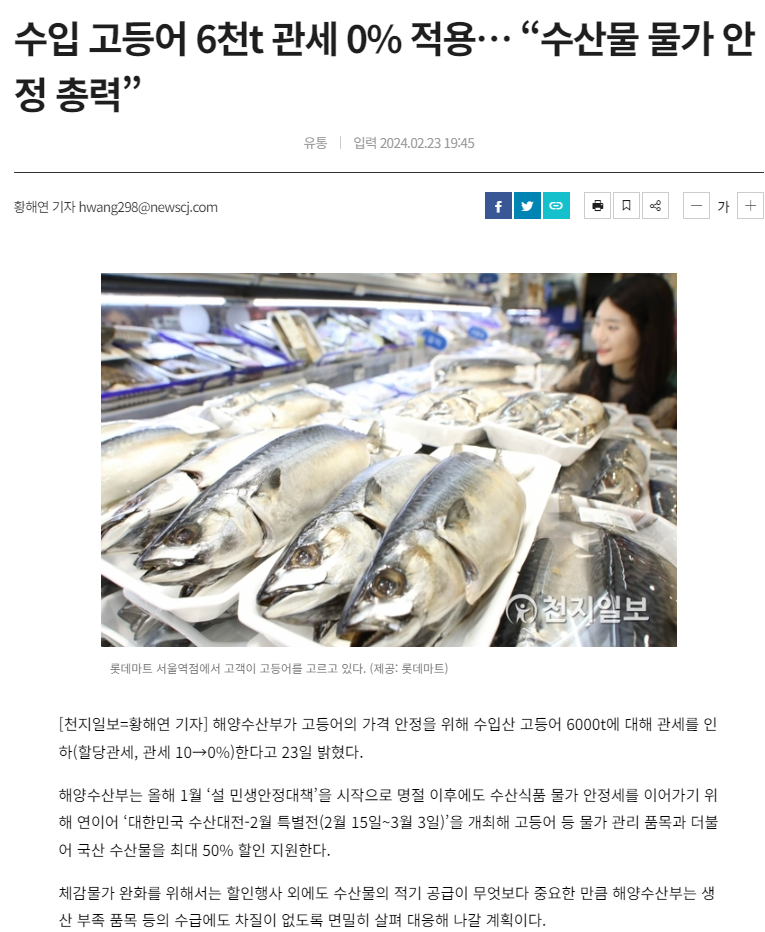 수입 고등어 6천t 관세 0% 적용… “수산물 물가 안
정 총력”
유통 | 입력 2024.02.23 19:45
황해연 기자 hwang298@newscj.com
가
천지일보
롯데마트 서울역점에서 고객이 고등어를 고르고 있다. (제공: 롯데마트)
[천지일보=황해연 기자] 해양수산부가 고등어의 가격 안정을 위해 수입산 고등어 6000t에 대해 관세를 인
하(할당관세, 관세 10→0%)한다고 23일 밝혔다.
해양수산부는 올해 1월 ‘설 민생안정대책’을 시작으로 명절 이후에도 수산식품 물가 안정세를 이어가기 위
해 연이어 ‘대한민국 수산대전-2월 특별전(2월 15일~3월 3일)’을 개최해 고등어 등 물가 관리 품목과 더불
어 국산 수산물을 최대 50% 할인 지원한다.
체감물가 완화를 위해서는 할인행사 외에도 수산물의 적기 공급이 무엇보다 중요한 만큼 해양수산부는 생
산 부족 품목 등의 수급에도 차질이 없도록 면밀히 살펴 대응해 나갈 계획이다.